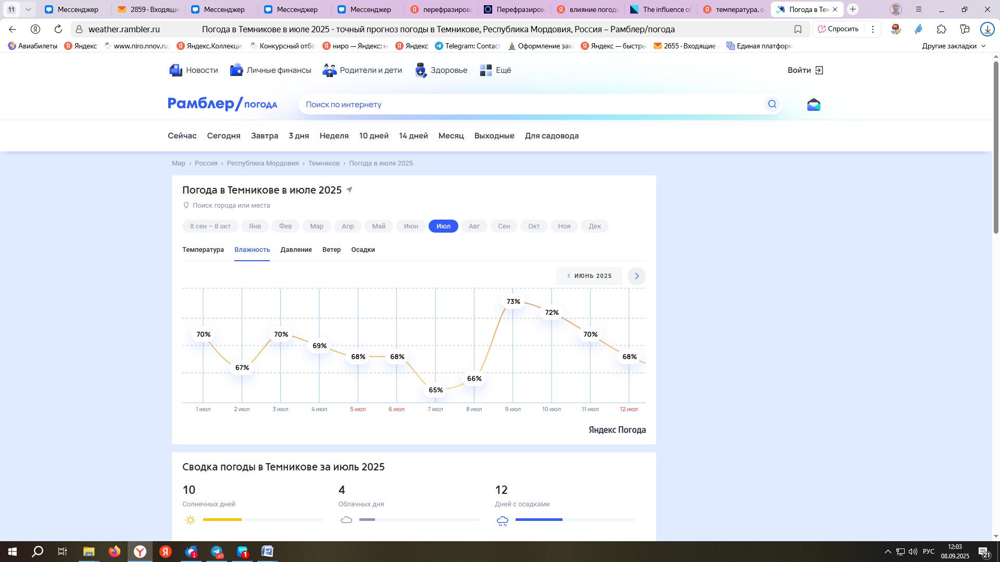 11
Мессенджер
2859 · Входящие
Мессенджер
Мессенджер
Мессенджер
перефразирова
Перефразирова
влияние погодн
The influence of
температура, о
Погода в Тем
weather.rambler.ru
Погода в Темникове в июле 2025 - точный прогноз погоды в Темникове, Республика Мордовия, Россия – Рамблер/погода
Спросить
Авиабилеты
Яндекс
www.niro.nnov.ru/
Яндекс.Коллекци
Конкурсный отбо
ниро — Яндекс: н
Яндекс
Telegram: Contact
Оформление зака
Яндекс — быстры
2655 · Входящие -
Единая платформ
Другие закладки
Новости
Личные финансы
Родители и дети
Здоровье
Ещё
Войти
Рамблер/погода
Поиск по интернету
Сейчас
Сегодня
Завтра
3 дня
Неделя
10 дней
14 дней
Месяц
Выходные
Для садовода
Мир › Россия › Республика Мордовия › Темников › Погода в июле 2025
Погода в Темникове в июле 2025
Поиск города или места
8 сен – 8 окт
Янв
Фев
Мар
Апр
Май
Июн
Июл
Авг
Сен
Окт
Ноя
Дек
Температура
Влажность
Давление
Ветер
Осадки
ИЮНЬ 2025
70%
67%
70%
69%
68%
68%
65%
66%
73%
72%
70%
68%
1 июл
2 июл
3 июл
4 июл
5 июл
6 июл
7 июл
8 июл
9 июл
10 июл
11 июл
12 июл
Яндекс Погода
Сводка погоды в Темникове за июль 2025
10
Солнечных дней
4
Облачных дня
12
Дней с осадками
1
47
1
РУС
12:03
08.09.2025
21